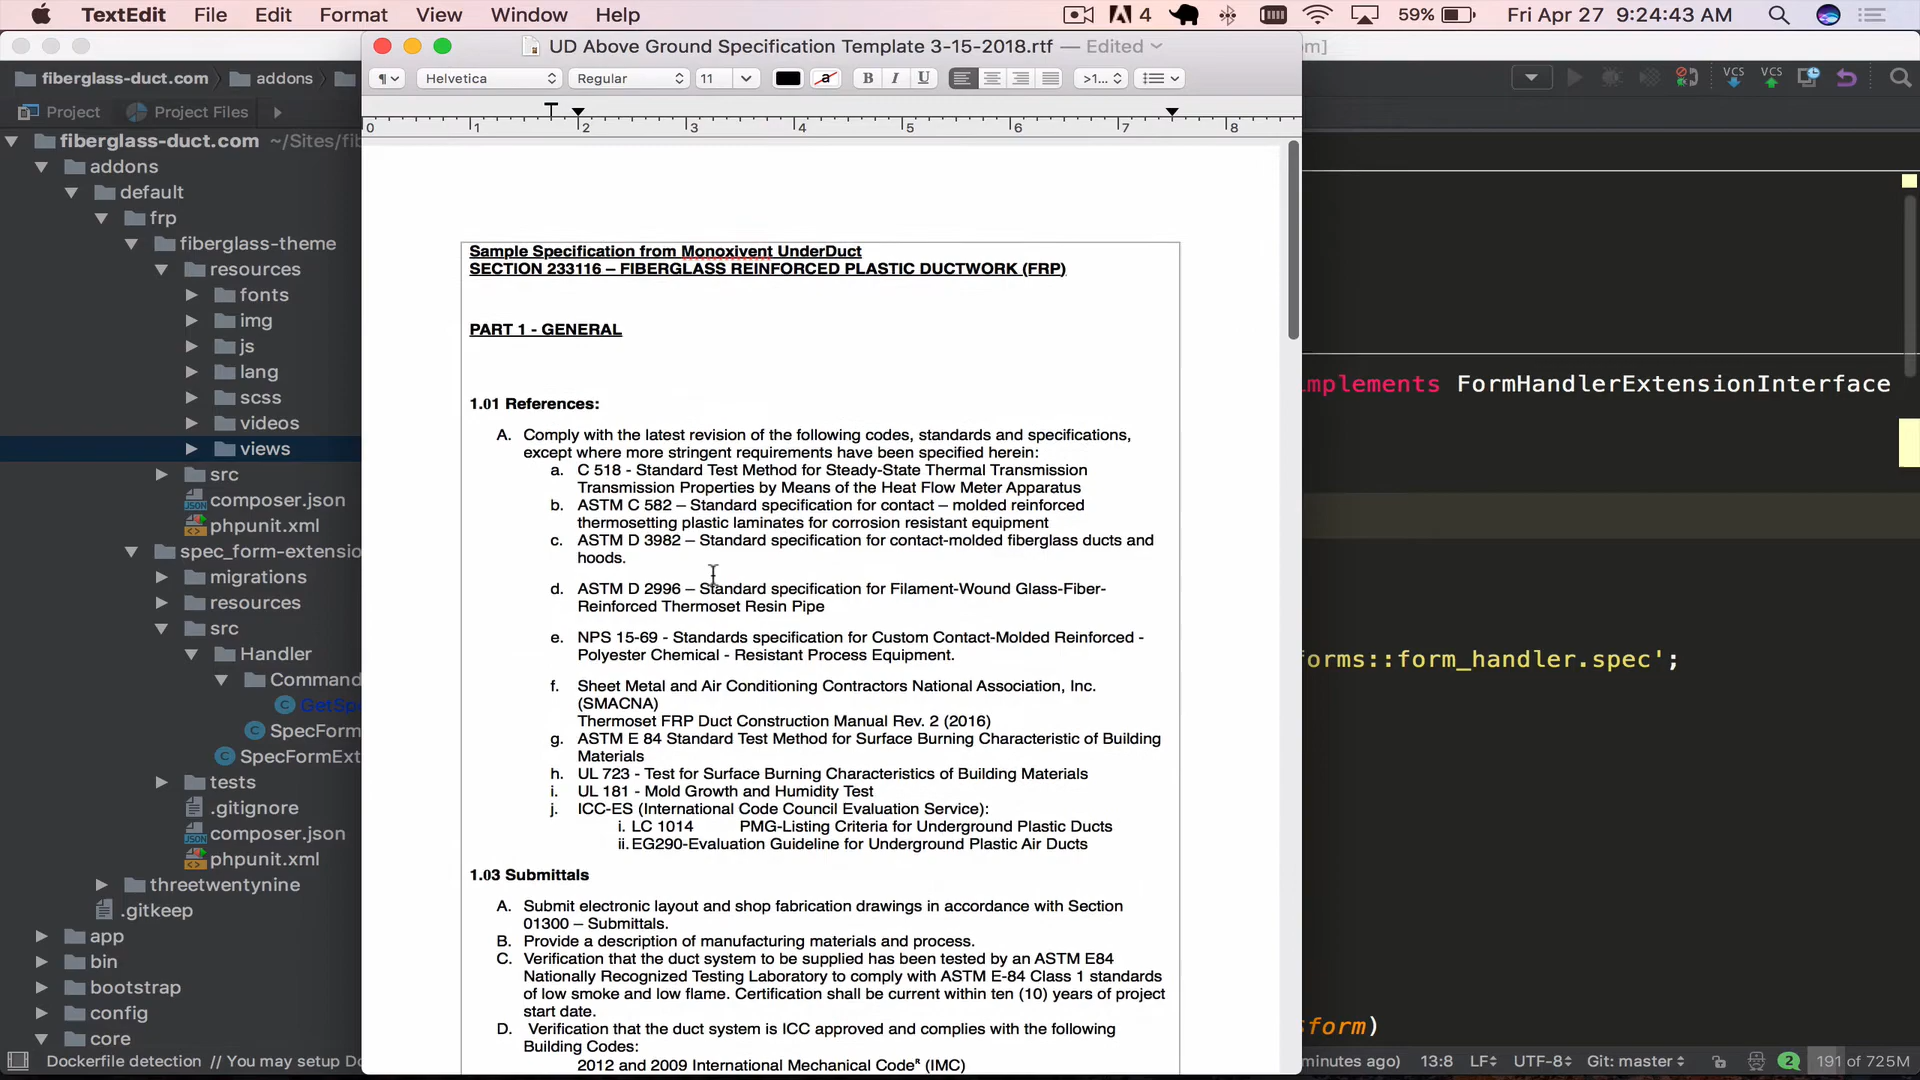 TextEdit File Edit Format View Window Help 4 59% Fri Apr 27 9:24:43 AM
UD Above Ground Specification Template 3-15-2018.rtf — Edited
fiberglass-duct.com addons
¶ Helvetica Regular 11 a B I U >1...
VCS VCS
Project Project Files
0 1 2 3 4 5 6 7 8
fiberglass-duct.com ~/Sites/fib
addons
default
frp
fiberglass-theme
resources
fonts
img
js
lang
scss
videos
views
src
composer.json
phpunit.xml
spec_form-extensio
migrations
resources
src
Handler
Command
GetSp
SpecForm
SpecFormExt
tests
.gitignore
composer.json
phpunit.xml
threetwentynine
.gitkeep
app
bin
bootstrap
config
core
Sample Specification from Monoxivent UnderDuct
SECTION 233116 – FIBERGLASS REINFORCED PLASTIC DUCTWORK (FRP)
PART 1 - GENERAL
1.01 References:
A. Comply with the latest revision of the following codes, standards and specifications,
except where more stringent requirements have been specified herein:
a. C 518 - Standard Test Method for Steady-State Thermal Transmission
Transmission Properties by Means of the Heat Flow Meter Apparatus
b. ASTM C 582 – Standard specification for contact – molded reinforced
thermosetting plastic laminates for corrosion resistant equipment
c. ASTM D 3982 – Standard specification for contact-molded fiberglass ducts and
hoods.
d. ASTM D 2996 – Standard specification for Filament-Wound Glass-Fiber-
Reinforced Thermoset Resin Pipe
e. NPS 15-69 - Standards specification for Custom Contact-Molded Reinforced -
Polyester Chemical - Resistant Process Equipment.
f. Sheet Metal and Air Conditioning Contractors National Association, Inc.
(SMACNA)
Thermoset FRP Duct Construction Manual Rev. 2 (2016)
g. ASTM E 84 Standard Test Method for Surface Burning Characteristic of Building
Materials
h. UL 723 - Test for Surface Burning Characteristics of Building Materials
i. UL 181 - Mold Growth and Humidity Test
j. ICC-ES (International Code Council Evaluation Service):
i. LC 1014 PMG-Listing Criteria for Underground Plastic Ducts
ii. EG290-Evaluation Guideline for Underground Plastic Air Ducts
1.03 Submittals
A. Submit electronic layout and shop fabrication drawings in accordance with Section
01300 – Submittals.
B. Provide a description of manufacturing materials and process.
C. Verification that the duct system to be supplied has been tested by an ASTM E84
Nationally Recognized Testing Laboratory to comply with ASTM E-84 Class 1 standards
of low smoke and low flame. Certification shall be current within ten (10) years of project
start date.
D. Verification that the duct system is ICC approved and complies with the following
Building Codes:
2012 and 2009 International Mechanical Codeᴿ (IMC)
mplements FormHandlerExtensionInterface
orms::form_handler.spec';
form)
Dockerfile detection // You may setup Do
minutes ago) 13:8 LF UTF-8 Git: master 2 191 of 725M